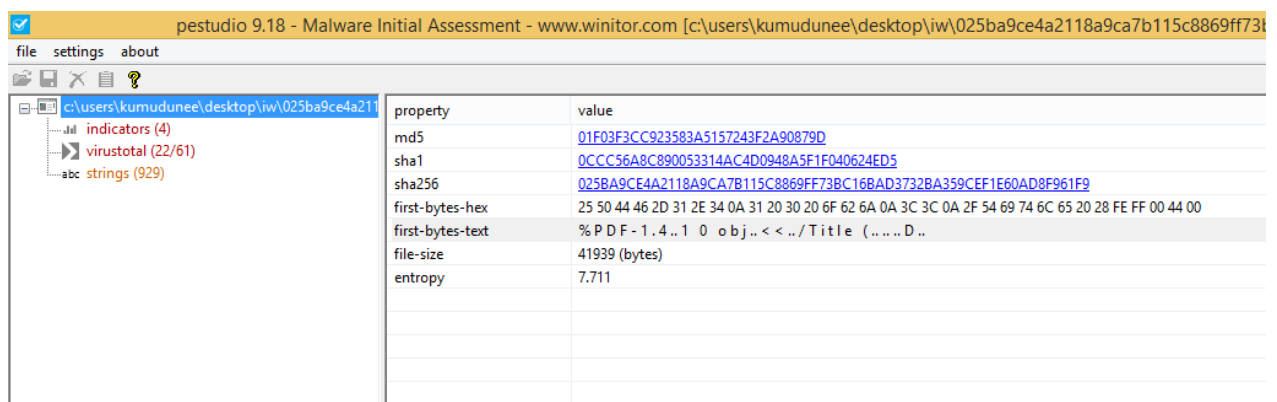 pestudio 9.18 - Malware Initial Assessment - www.winitor.com [c:\users\kumudunee\desktop\iw\025ba9ce4a2118a9ca7b115c8869ff73b
file settings about
c:\users\kumudunee\desktop\iw\025ba9ce4a211
indicators (4)
virustotal (22/61)
abc strings (929)
property value
md5 01F03F3CC923583A5157243F2A90879D
sha1 0CCC56A8C890053314AC4D0948A5F1F040624ED5
sha256 025BA9CE4A2118A9CA7B115C8869FF73BC16BAD3732BA359CEF1E60AD8F961F9
first-bytes-hex 25 50 44 46 2D 31 2E 34 0A 31 20 30 20 6F 62 6A 0A 3C 3C 0A 2F 54 69 74 6C 65 20 28 FE FF 00 44 00
first-bytes-text % P D F - 1 . 4 . . 1 0 o b j . . < < . . / T i t l e ( . . . . . D . .
file-size 41939 (bytes)
entropy 7.711